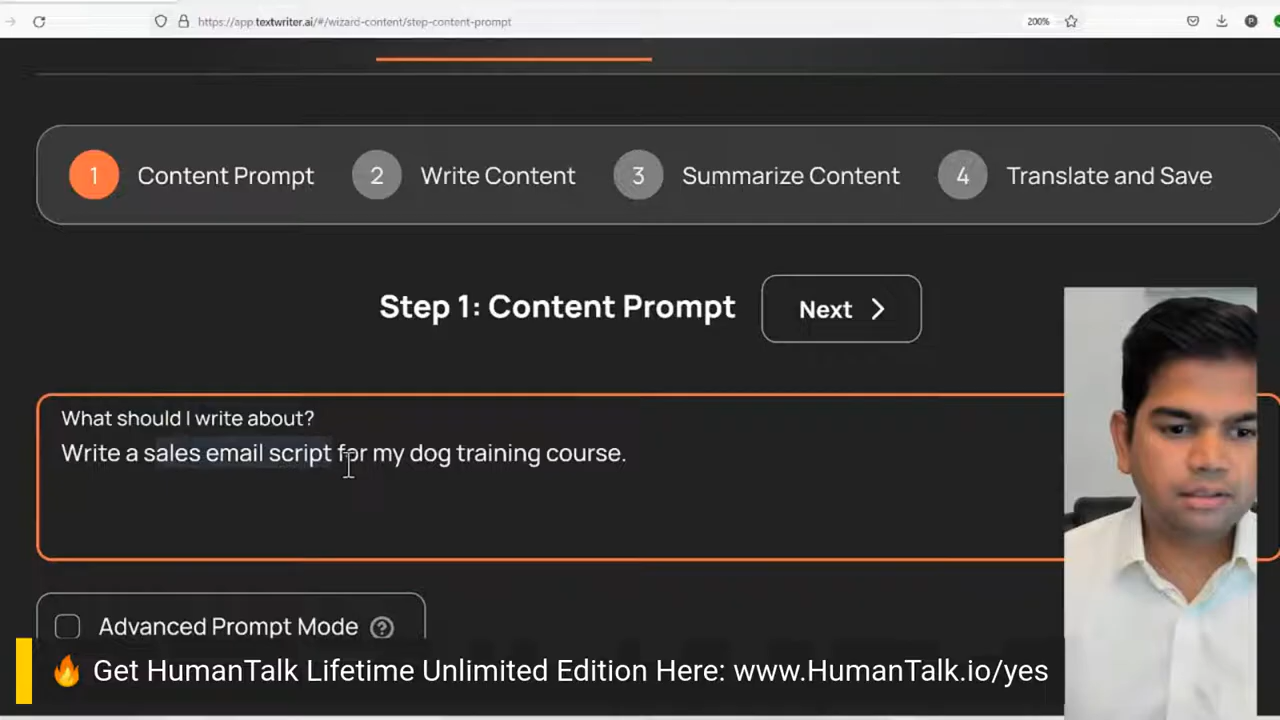 https://app.textwriter.ai/#/wizard-content/step-content-prompt
200%
1 Content Prompt 2 Write Content 3 Summarize Content 4 Translate and Save
Step 1: Content Prompt Next
What should I write about?
Write a sales email script for my dog training course.
Advanced Prompt Mode ?
🔥 Get HumanTalk Lifetime Unlimited Edition Here: www.HumanTalk.io/yes